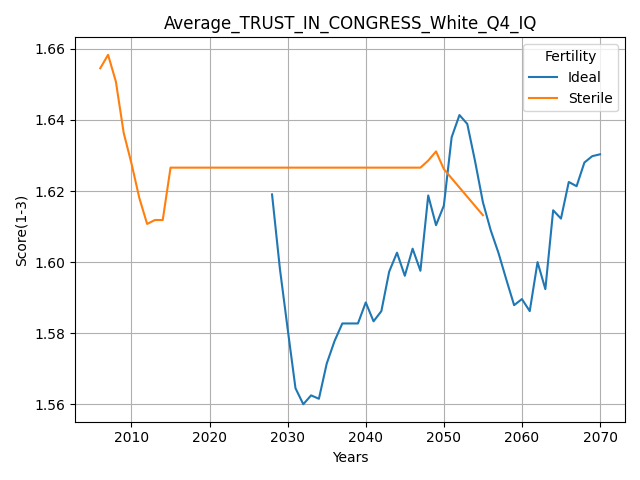 Average_TRUST_IN_CONGRESS_White_Q4_IQ
Fertility
Ideal
Sterile
Score(1-3)
1.66
1.64
1.62
1.60
1.58
1.56
2010 2020 2030 2040 2050 2060 2070
Years